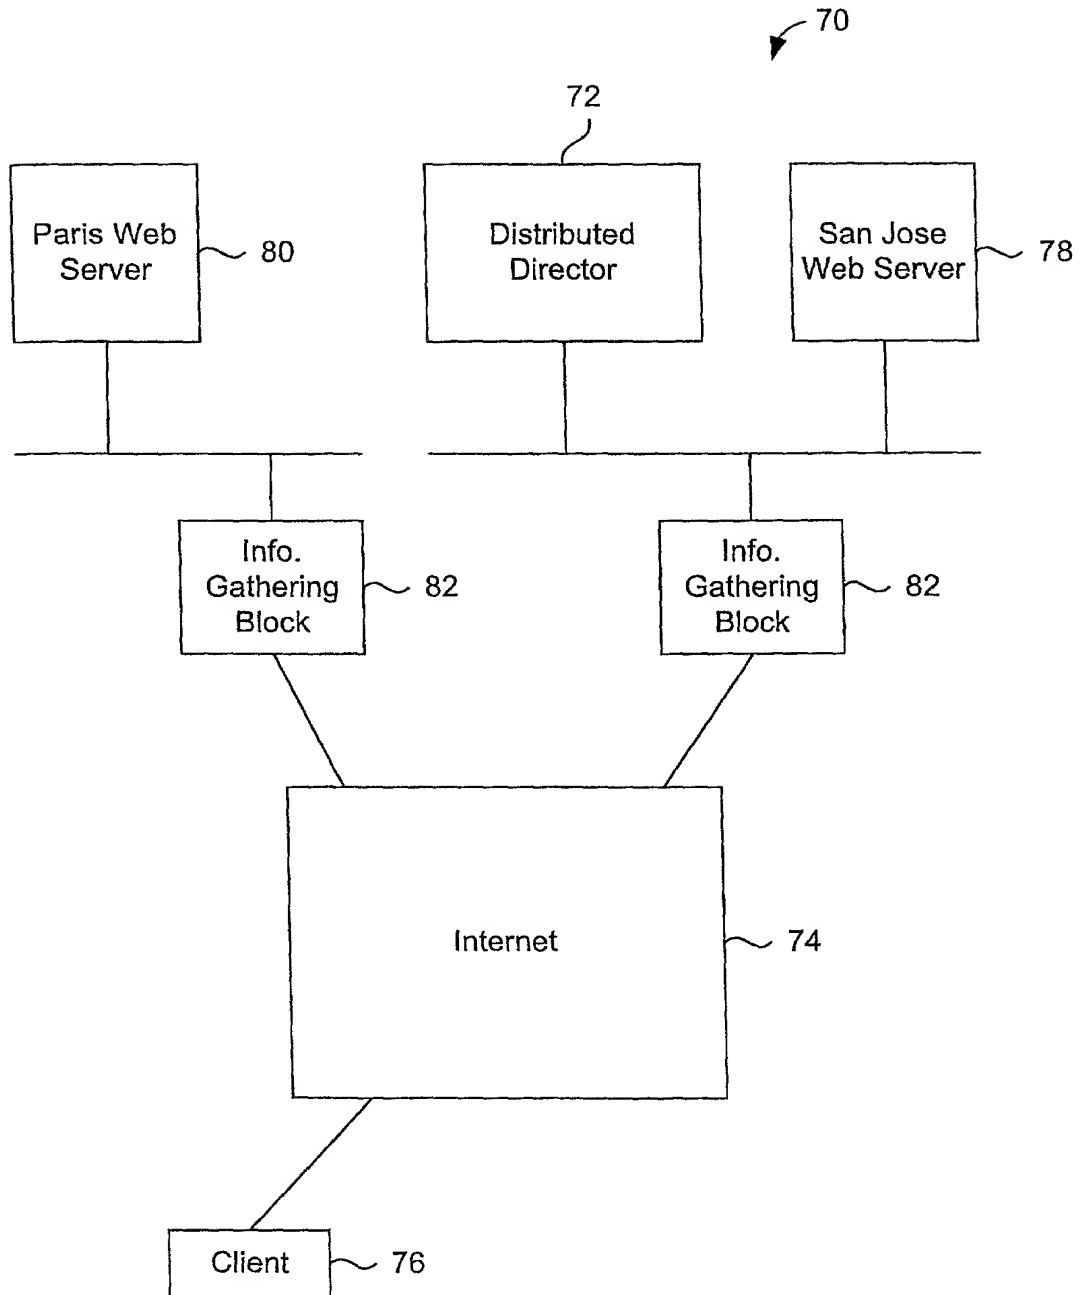 70
72
Paris Web
Server
80
Distributed
Director
San Jose
Web Server
78
Info.
Gathering
Block
82
Info.
Gathering
Block
82
Internet
74
Client
76